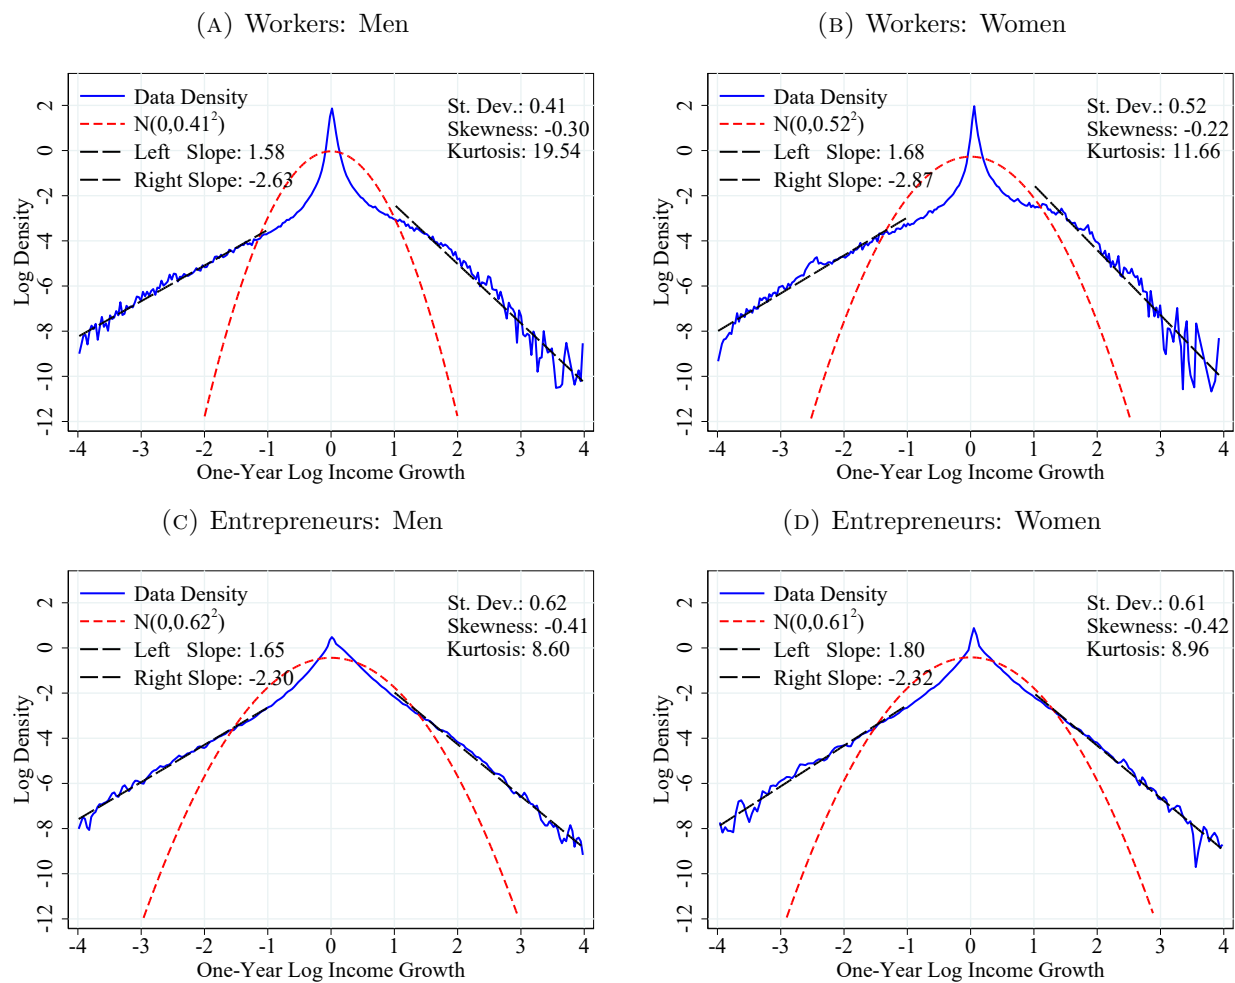 (A) Workers: Men
Data Density
N(0,0.41²)
Left Slope: 1.58
Right Slope: -2.63
St. Dev.: 0.41
Skewness: -0.30
Kurtosis: 19.54
Log Density
2
0
-2
-4
-6
-8
-10
-12
-4 -3 -2 -1 0 1 2 3 4
One-Year Log Income Growth
(B) Workers: Women
Data Density
N(0,0.52²)
Left Slope: 1.68
Right Slope: -2.87
St. Dev.: 0.52
Skewness: -0.22
Kurtosis: 11.66
Log Density
2
0
-2
-4
-6
-8
-10
-12
-4 -3 -2 -1 0 1 2 3 4
One-Year Log Income Growth
(C) Entrepreneurs: Men
Data Density
N(0,0.62²)
Left Slope: 1.65
Right Slope: -2.30
St. Dev.: 0.62
Skewness: -0.41
Kurtosis: 8.60
Log Density
2
0
-2
-4
-6
-8
-10
-12
-4 -3 -2 -1 0 1 2 3 4
One-Year Log Income Growth
(D) Entrepreneurs: Women
Data Density
N(0,0.61²)
Left Slope: 1.80
Right Slope: -2.32
St. Dev.: 0.61
Skewness: -0.42
Kurtosis: 8.96
Log Density
2
0
-2
-4
-6
-8
-10
-12
-4 -3 -2 -1 0 1 2 3 4
One-Year Log Income Growth